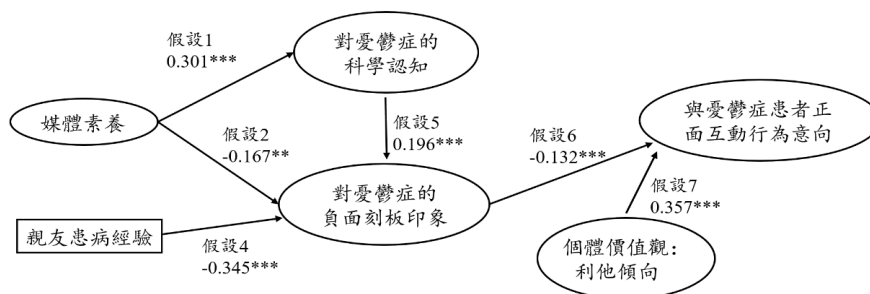 假設1
0.301***
對憂鬱症的
科學認知
媒體素養
假設2
-0.167**
假設5
0.196***
假設6
-0.132***
與憂鬱症患者正
面互動行為意向
對憂鬱症的
負面刻板印象
假設7
0.357***
親友患病經驗
假設4
-0.345***
個體價值觀：
利他傾向